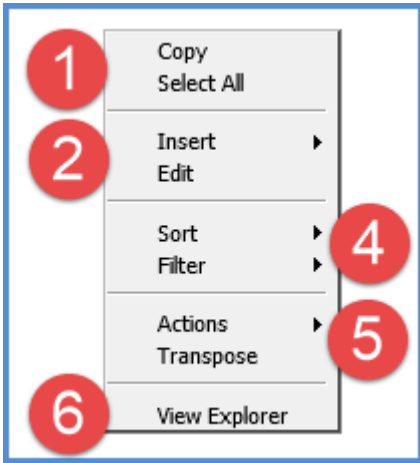 1
Copy
Select All
2
Insert
Edit
Sort
4
Filter
Actions
5
Transpose
6
View Explorer